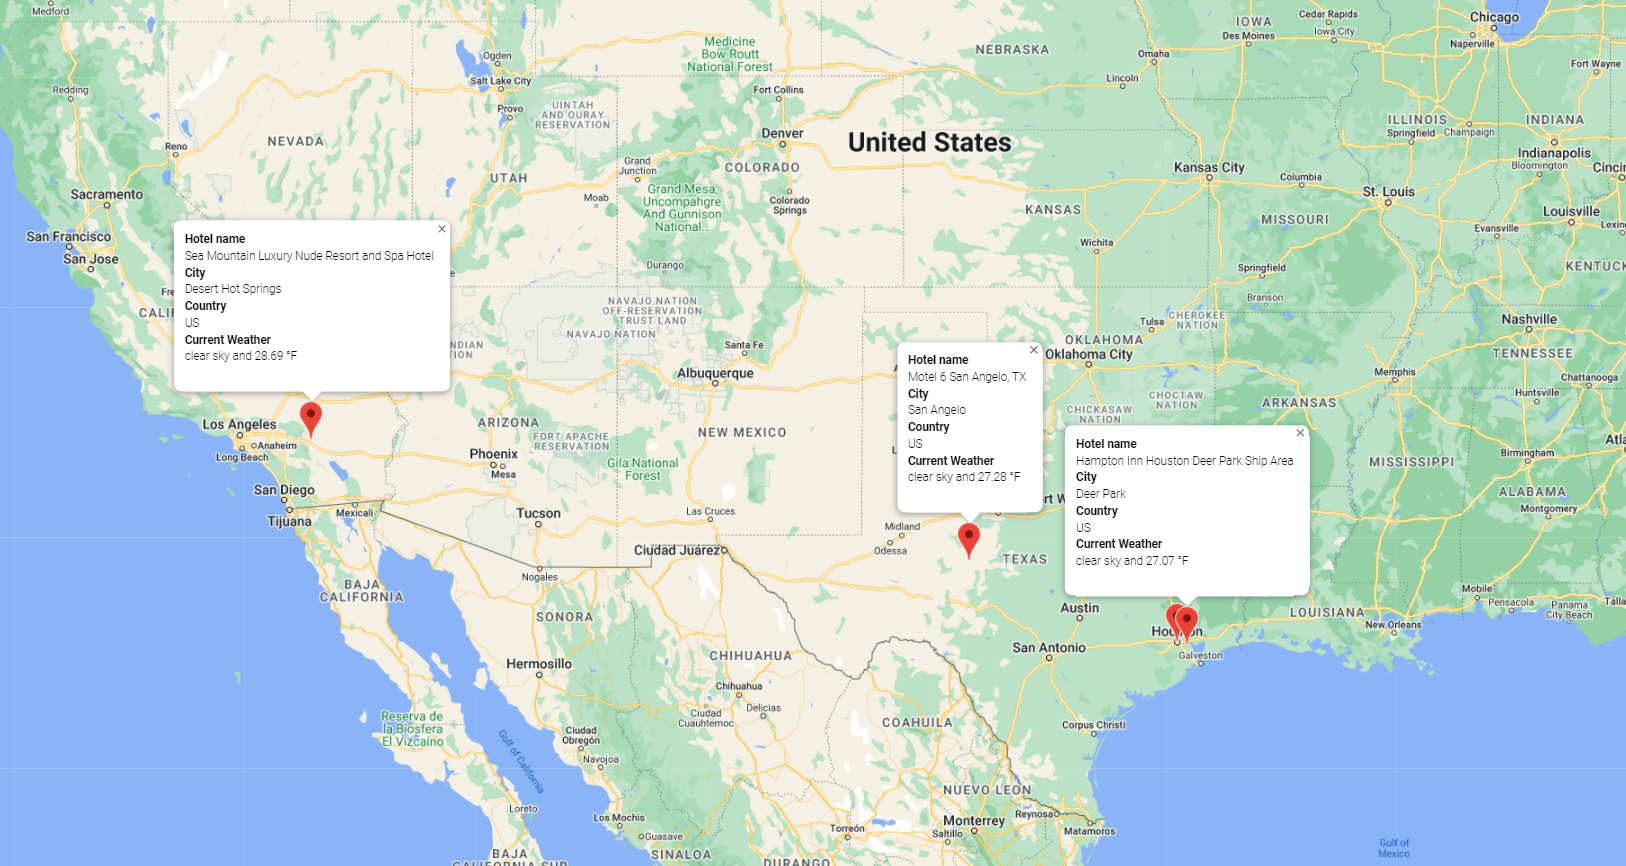 Medford
Redding
Reno
NEVADA
Sacramento
San Francisco
San Jose
Ogden
Salt Lake City
Provo
UINTAH
AND OURAY
RESERVATION
UTAH
Moab
Grand
Junction
Medicine
Bow-Routt
National Forest
Fort Collins
Denver
COLORADO
Grand Mesa,
Uncompahgre
And Gunnison
National...
Colorado
Springs
Durango
United States
NEBRASKA
Omaha
Lincoln
IOWA
Des Moines
Cedar Rapids
Iowa City
Chicago
Naperville
Fort Wayne
ILLINOIS
Springfield
Champaign
INDIANA
Indianapolis
Bloomington
Cincin
Kansas City
Columbia
St. Louis
KANSAS
MISSOURI
Louisville
Evansville
Lexing
Wichita
Springfield
Branson
KENTUCK
Hotel name
Sea Mountain Luxury Nude Resort and Spa Hotel
City
Desert Hot Springs
Country
US
Current Weather
clear sky and 28.69 °F
Fre
CALIF
NAVAJO NATION
OFF-RESERVATION
TRUST LAND
NAVAJO NATION
NDIAN
TION
Santa Fe
Albuquerque
Tulsa
CHEROKEE
NATION
OKLAHOMA
Oklahoma City
Nashville
TENNESSEE
Memphis
Chattanooga
Huntsville
CHICKASAW
NATION
CHOCTAW
NATION
ARKANSAS
Hotel name
Motel 6 San Angelo, TX
City
San Angelo
Country
US
Current Weather
clear sky and 27.28 °F
Hotel name
Hampton Inn Houston Deer Park Ship Area
City
Deer Park
Country
US
Current Weather
clear sky and 27.07 °F
Los Angeles
Anaheim
Long Beach
San Diego
Tijuana
Mexicali
ARIZONA
FORT APACHE
RESERVATION
Phoenix
Mesa
NEW MEXICO
Gila National
Forest
Tucson
Las Cruces
Ciudad Juárez
Nogales
Midland
Odessa
ort W
TEXAS
MISSISSIPPI
Birmingham
Atla
ALABAMA
Montgomery
Mobile
Pensacola
Panama
City Beach
Talla
LOUISIANA
New Orleans
Austin
Houston
Galveston
San Antonio
Corpus Christi
BAJA
CALIFORNIA
SONORA
Hermosillo
CHIHUAHUA
Chihuahua
Ciudad
Cuauhtemoc
Delicias
COAHUILA
Reserva de
la Biosfera
El Vizcaíno
Gulf of California
Ciudad
Obregón
Navojoa
Loreto
Los Mochis
Guasave
SINALOA
BAJA
CALIFORNIA SUR
DURANGO
Torreón
NUEVO LEON
Monterrey
Saltillo
Reynosa
Matamoros
Gulf of
Mexico